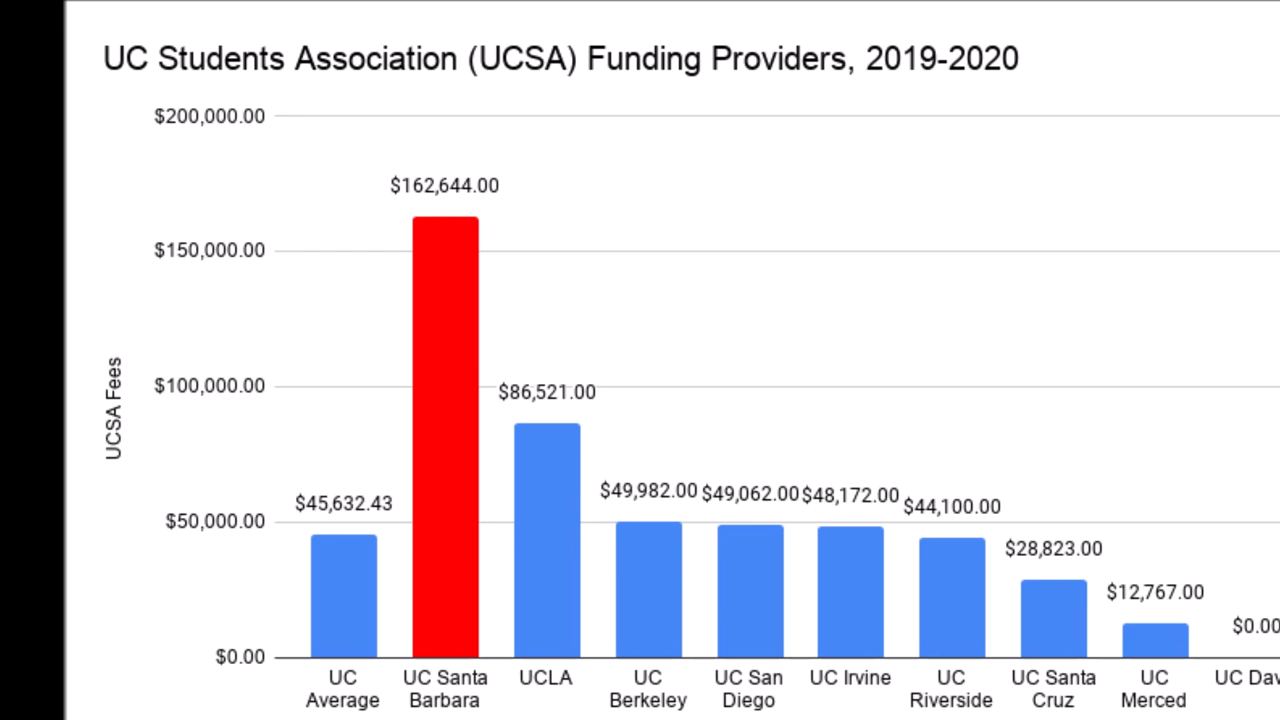 UC Students Association (UCSA) Funding Providers, 2019-2020
$200,000.00
$150,000.00
$100,000.00
$50,000.00
$0.00
UCSA Fees
$45,632.43
$162,644.00
$86,521.00
$49,982.00
$49,062.00
$48,172.00
$44,100.00
$28,823.00
$12,767.00
$0.00
UC
Average
UC Santa
Barbara
UCLA
UC
Berkeley
UC San
Diego
UC Irvine
UC
Riverside
UC Santa
Cruz
UC
Merced
UC Dav